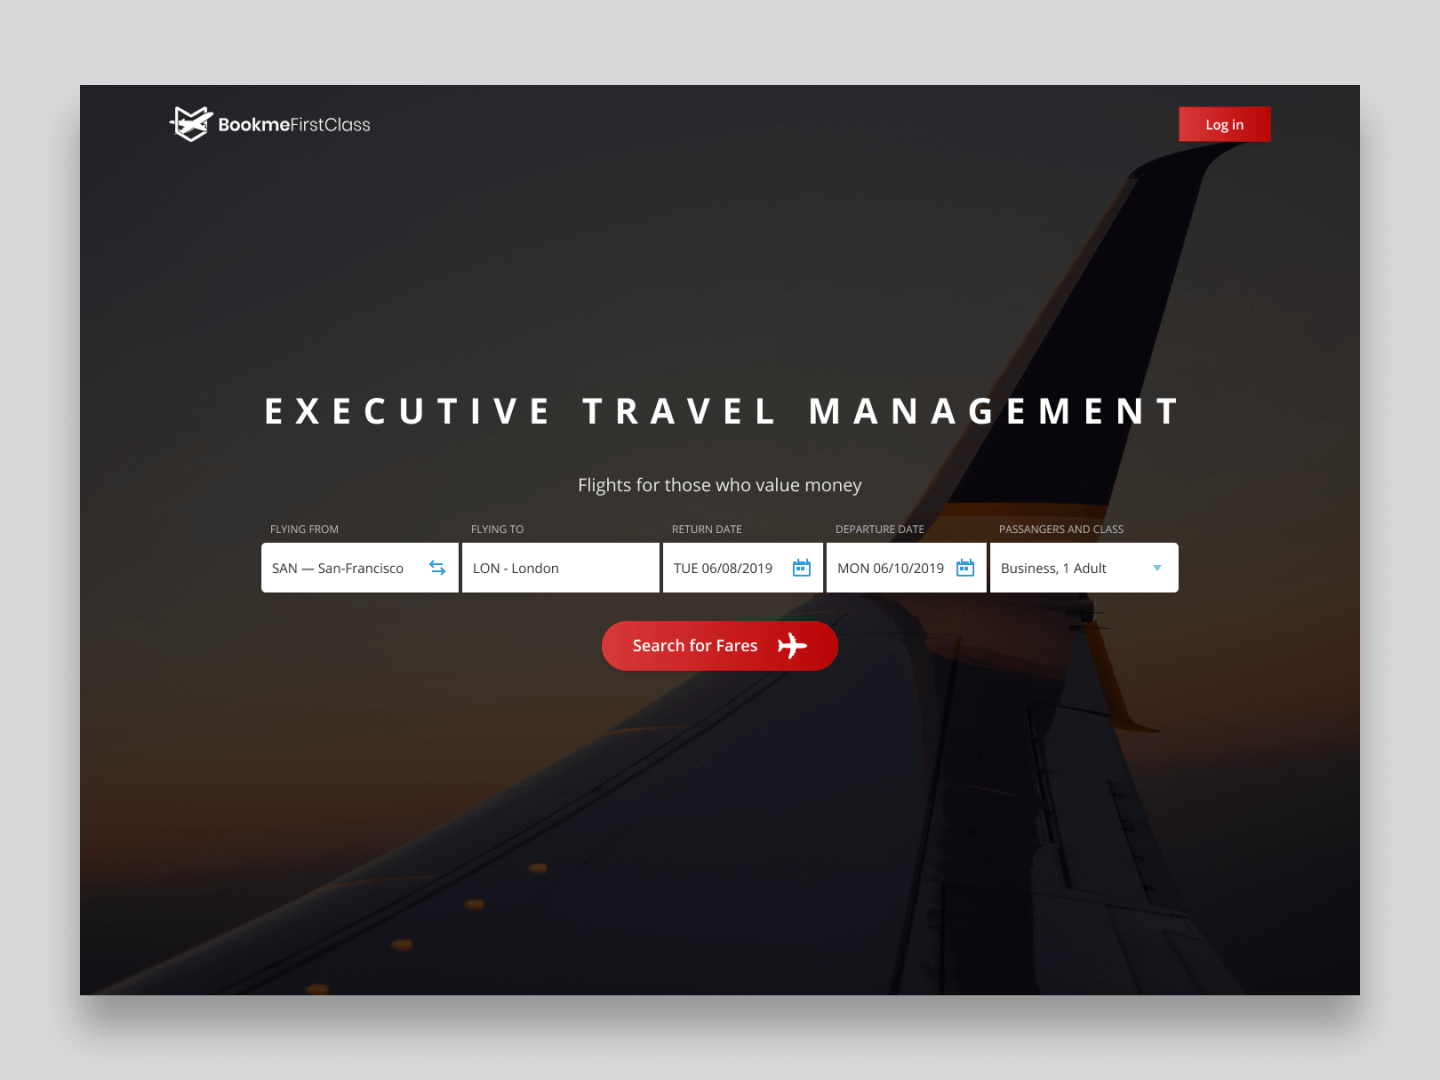 BookmeFirstClass
Log in
EXECUTIVE TRAVEL MANAGEMENT
Flights for those who value money
FLYING FROM FLYING TO RETURN DATE DEPARTURE DATE PASSANGERS AND CLASS
SAN — San-Francisco LON - London TUE 06/08/2019 MON 06/10/2019 Business, 1 Adult
Search for Fares